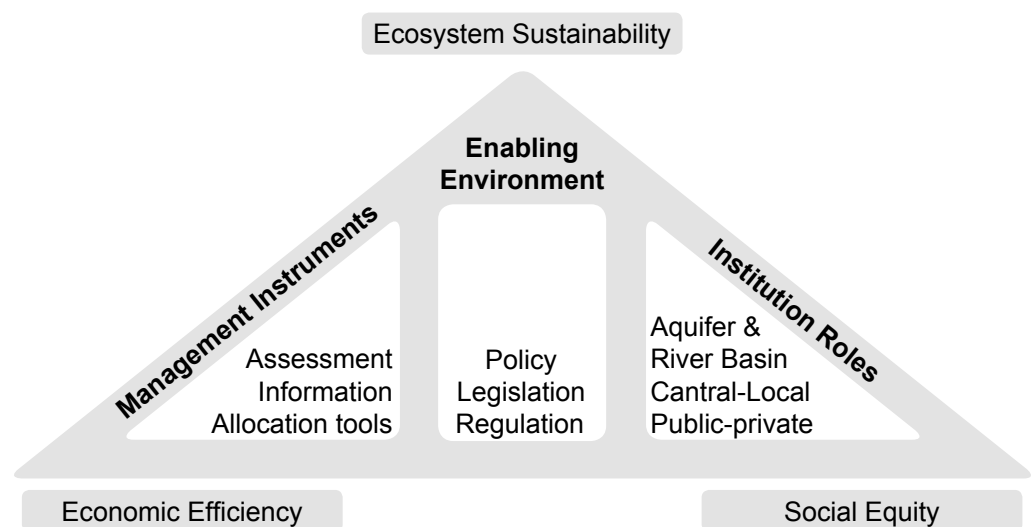 Ecosystem Sustainability
Enabling
Environment
Management Instruments
Institution Roles
Assessment
Information
Allocation tools
Policy
Legislation
Regulation
Aquifer &
River Basin
Cantral-Local
Public-private
Economic Efficiency
Social Equity